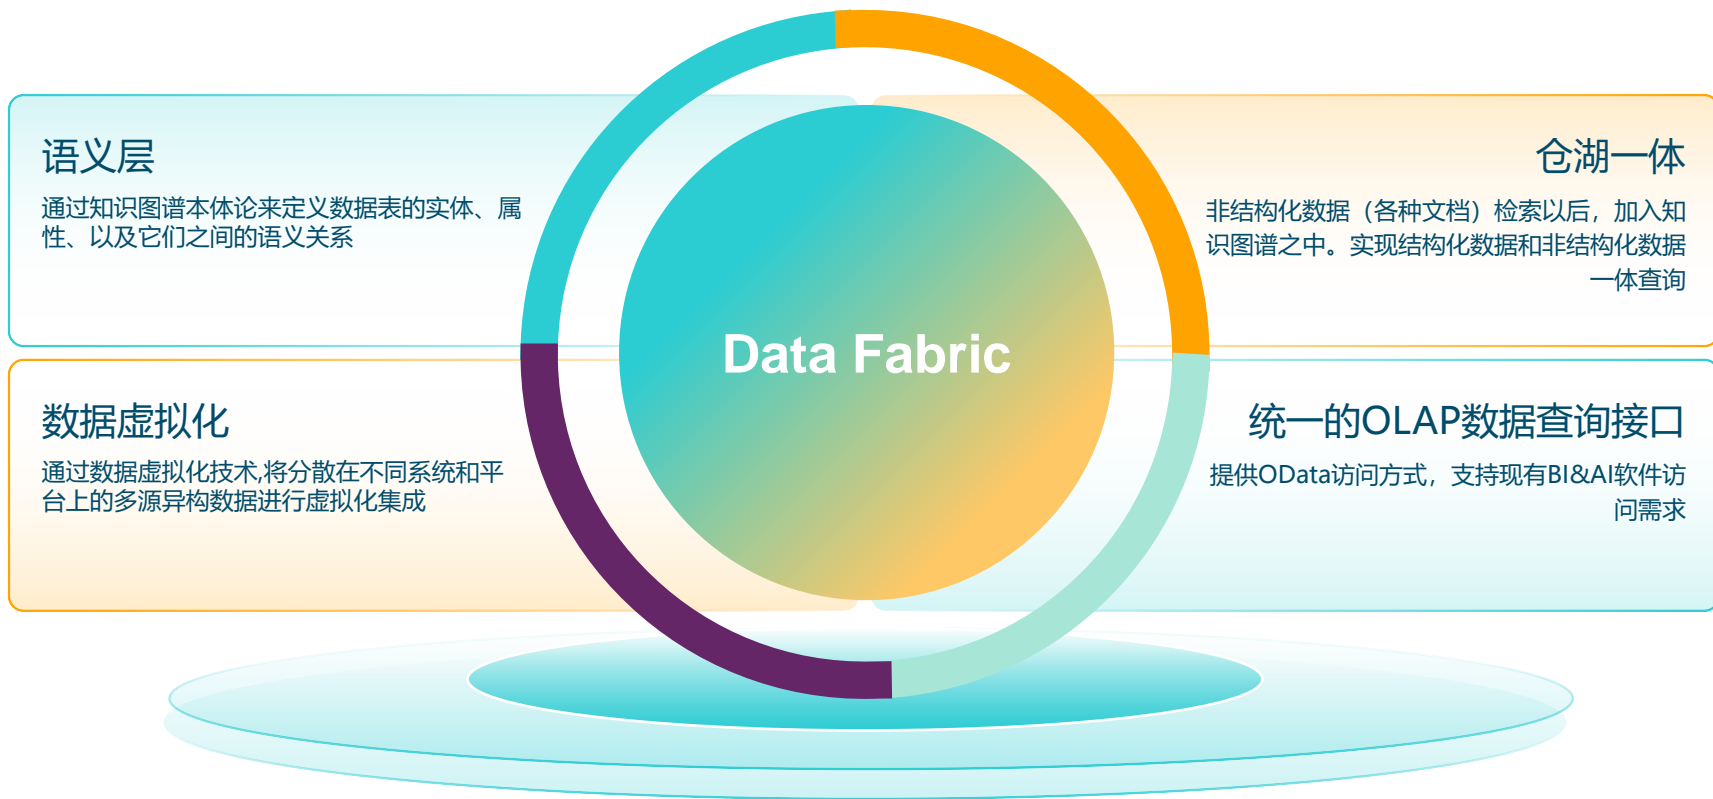 语义层
通过知识图谱本体论来定义数据表的实体、属
性、以及它们之间的语义关系
仓湖一体
非结构化数据（各种文档）检索以后，加入知
识图谱之中。实现结构化数据和非结构化数据
一体查询
Data Fabric
数据虚拟化
通过数据虚拟化技术,将分散在不同系统和平
台上的多源异构数据进行虚拟化集成
统一的OLAP数据查询接口
提供OData访问方式，支持现有BI&AI软件访
问需求